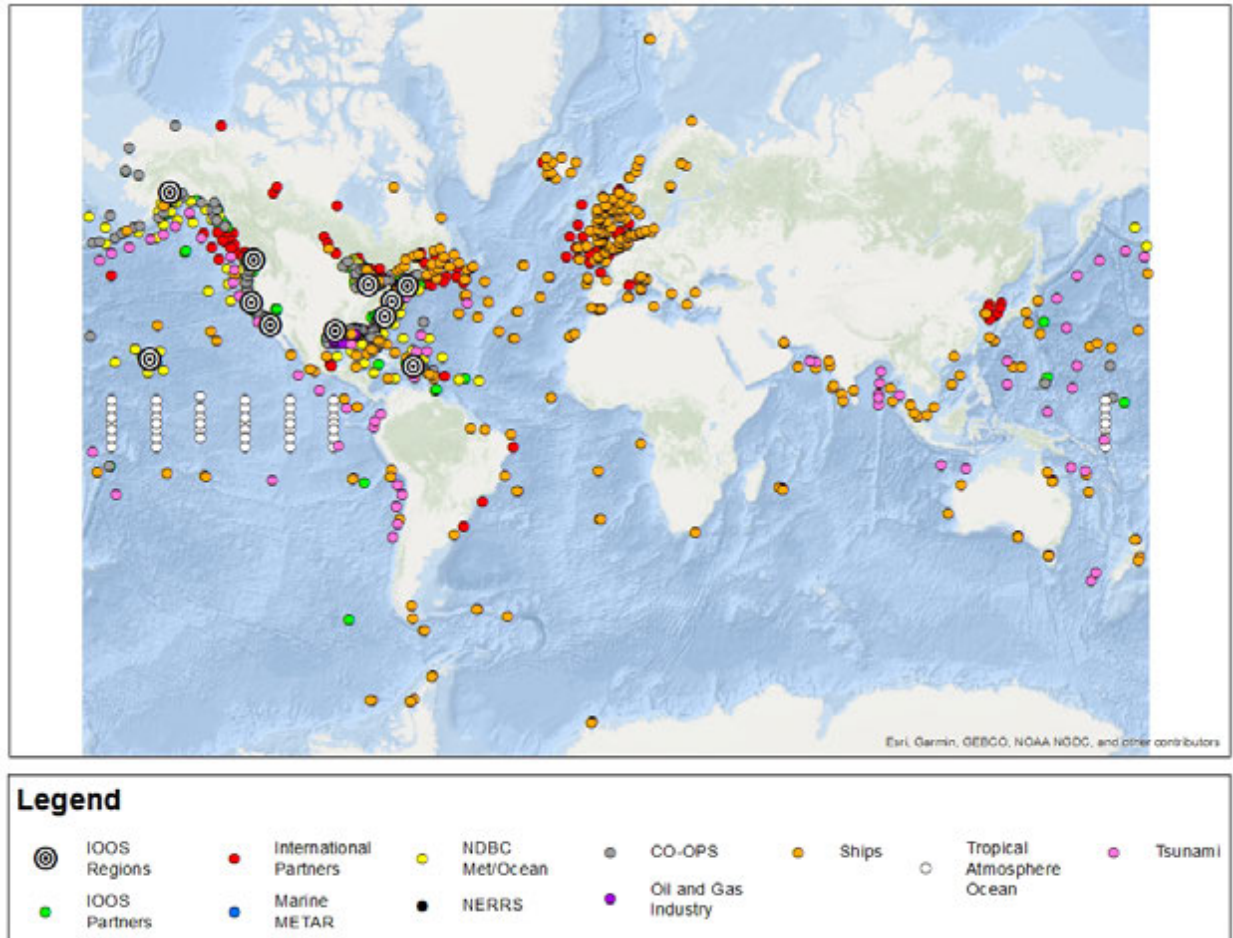 Esri, Garmin, GEBCO, NOAA NGDC, and other contributors
Legend
IOOS
Regions
International
Partners
NDBC
Met/Ocean
CO-OPS
Ships
Tropical
Atmosphere
Ocean
Tsunami
IOOS
Partners
Marine
METAR
NERRS
Oil and Gas
Industry